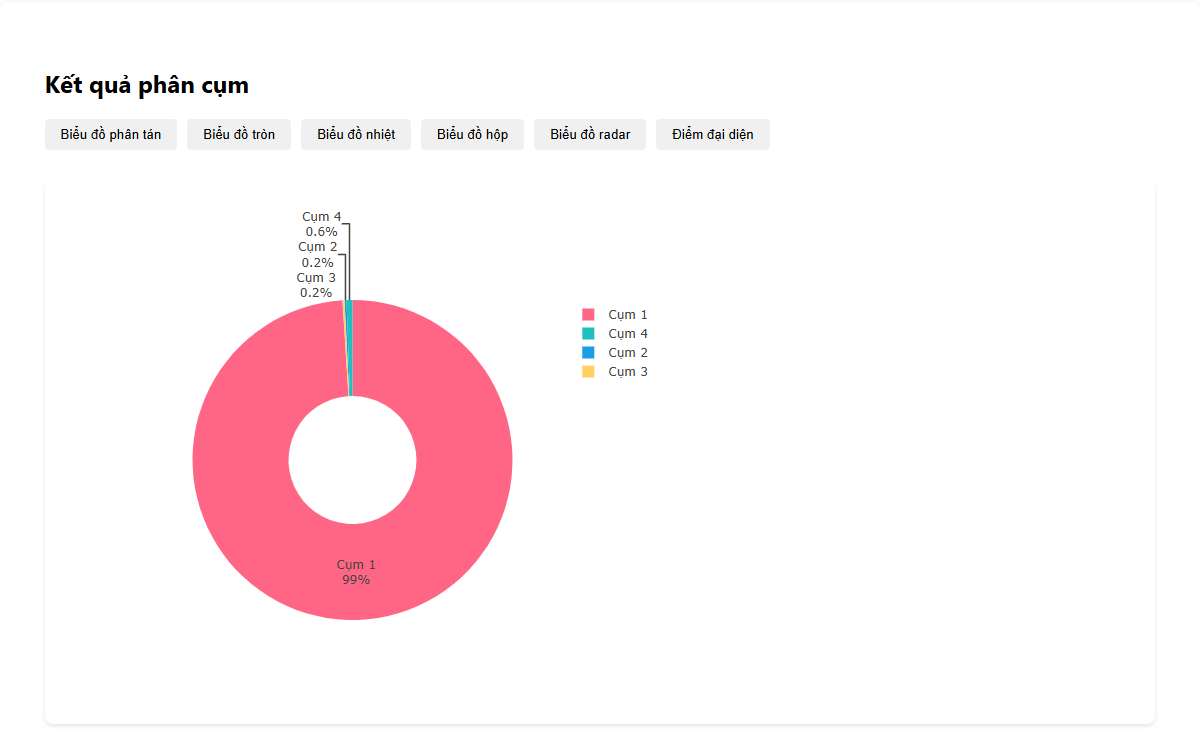 Kết quả phân cụm
Biểu đồ phân tán
Biểu đồ tròn
Biểu đồ nhiệt
Biểu đồ hộp
Biểu đồ radar
Điểm đại diện
Cụm 4
0.6%
Cụm 2
0.2%
Cụm 3
0.2%
Cụm 1
99%
Cụm 1
Cụm 4
Cụm 2
Cụm 3